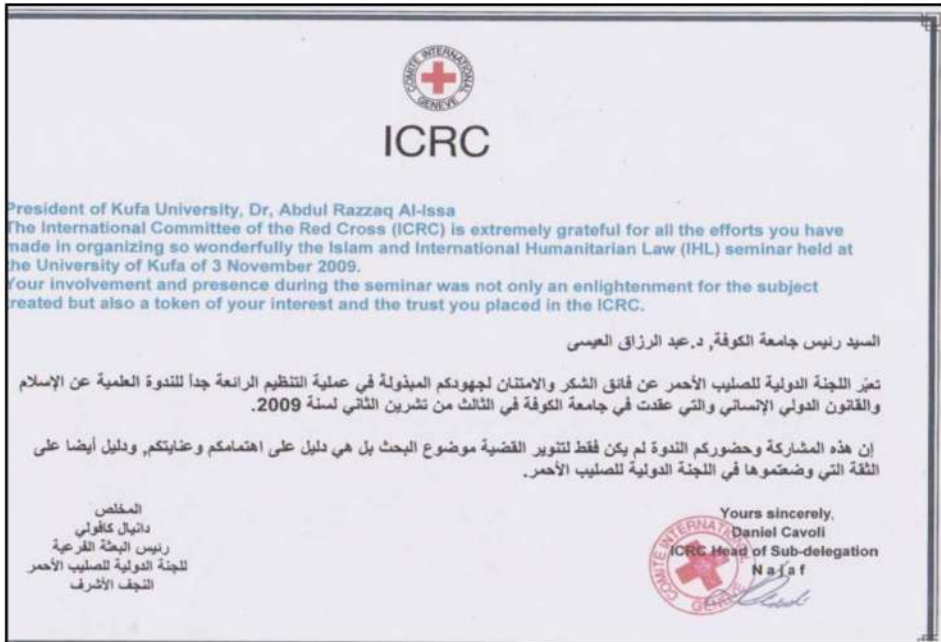 COMITE INTERNATIONAL GENEVE
ICRC
President of Kufa University, Dr, Abdul Razzaq Al-Issa
The International Committee of the Red Cross (ICRC) is extremely grateful for all the efforts you have
made in organizing so wonderfully the Islam and International Humanitarian Law (IHL) seminar held at
the University of Kufa of 3 November 2009.
Your involvement and presence during the seminar was not only an enlightenment for the subject
treated but also a token of your interest and the trust you placed in the ICRC.
السيد رئيس جامعة الكوفة, د.عبد الرزاق العيسى
تعبّر اللجنة الدولية للصليب الأحمر عن فائق الشكر والامتنان لجهودكم المبذولة في عملية التنظيم الرائعة جداً للندوة العلمية عن الإسلام
والقانون الدولي الإنساني والتي عقدت في جامعة الكوفة في الثالث من تشرين الثاني لسنة 2009.
إن هذه المشاركة وحضوركم الندوة لم يكن فقط لتنوير القضية موضوع البحث بل هي دليل على اهتمامكم وعنايتكم, ودليل أيضا على
الثقة التي وضعتموها في اللجنة الدولية للصليب الأحمر.
Yours sincerely,
Daniel Cavoli
ICRC Head of Sub-delegation
Najaf
COMITE INTERNATIONAL GENEVE
المخلص
دانيال كافولي
رئيس البعثة الفرعية
للجنة الدولية للصليب الأحمر
النجف الأشرف